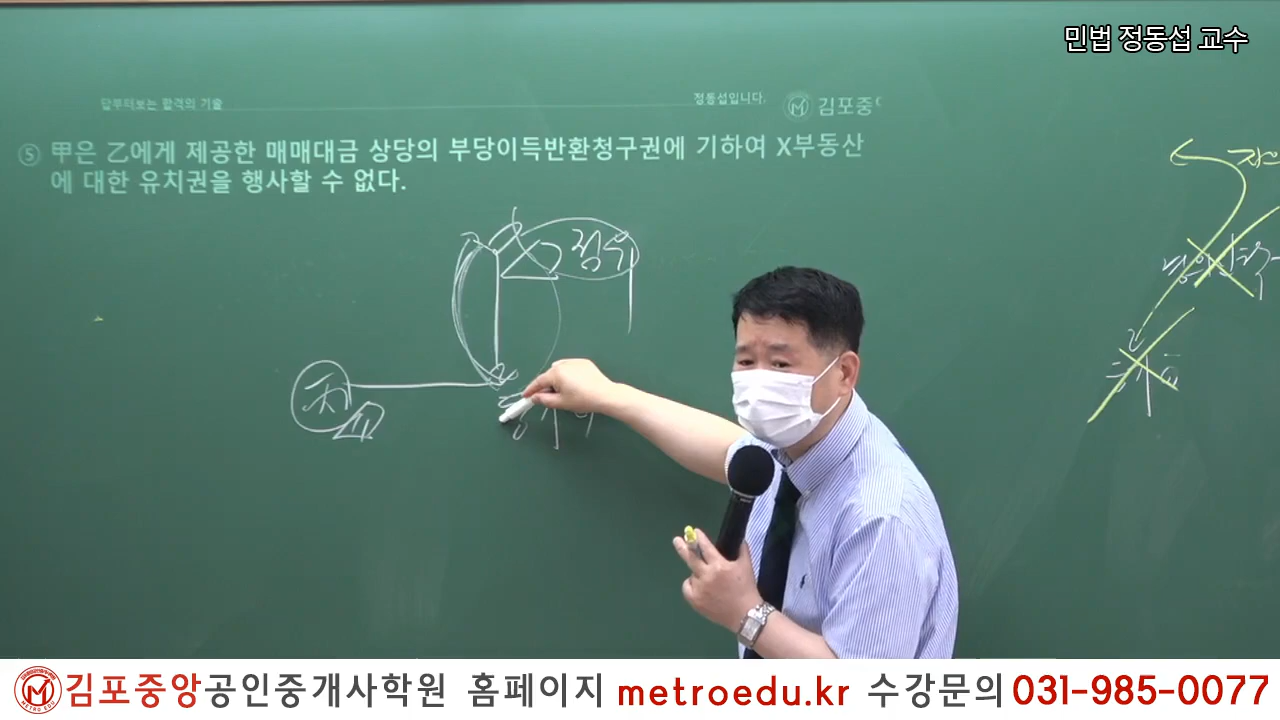 민법 정동섭 교수
답부터보는 합격의 기술
정동섭입니다.
김포중
⑤ 甲은 乙에게 제공한 매매대금 상당의 부당이득반환청구권에 기하여 X부동산
에 대한 유치권을 행사할 수 없다.
점유
丙
METRO EDU
김포중앙공인중개사학원 홈페이지 metroedu.kr 수강문의 031-985-0077